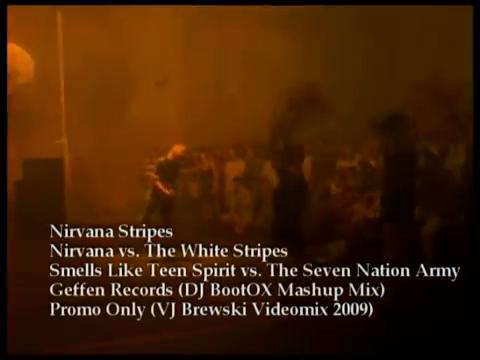 Nirvana Stripes
Nirvana vs. The White Stripes
Smells Like Teen Spirit vs. The Seven Nation Army
Geffen Records (DJ BootOX Mashup Mix)
Promo Only (VJ Brewski Videomix 2009)